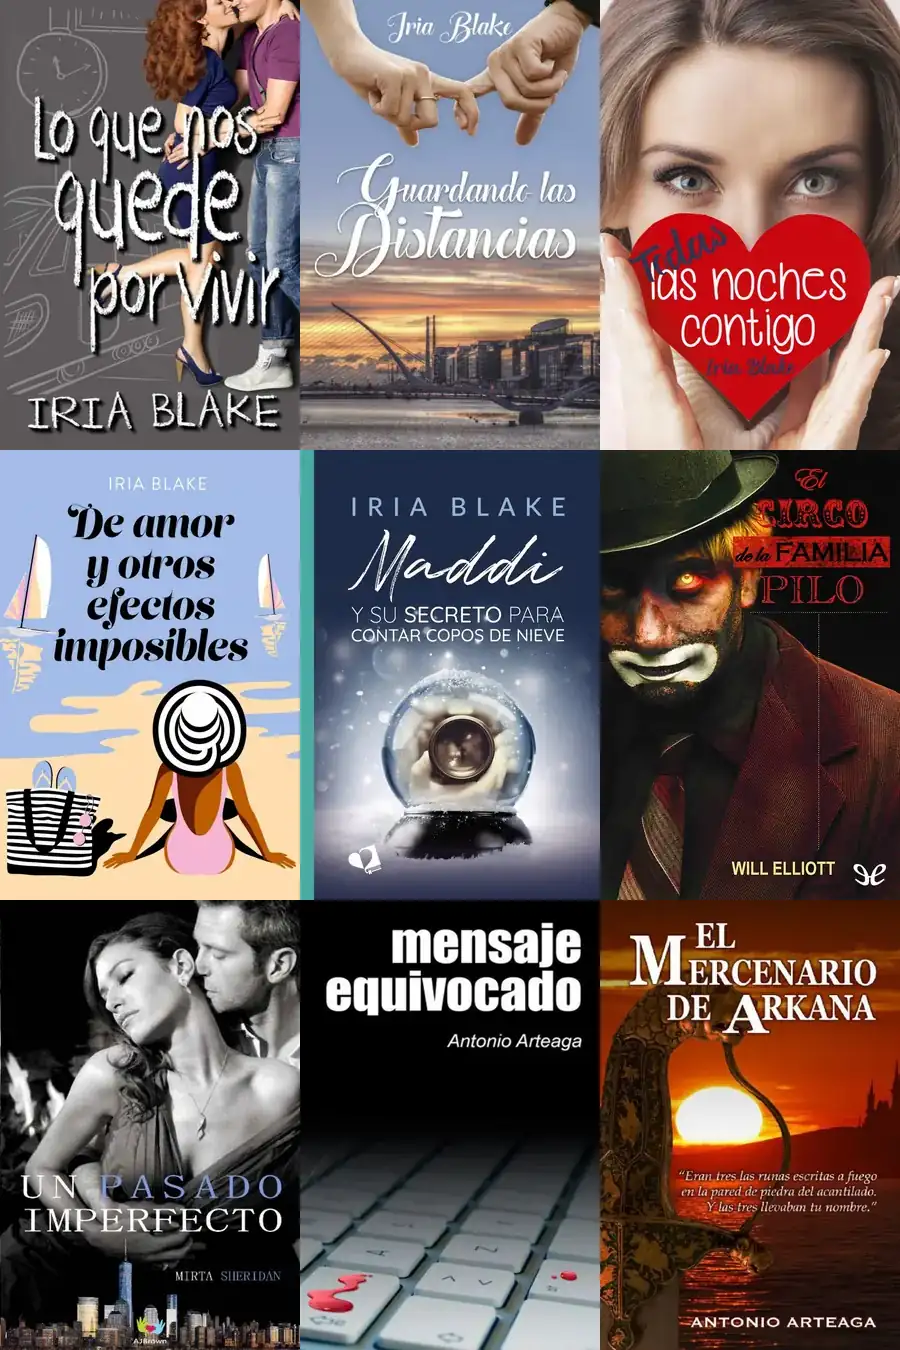 Lo que nos
quede
por vivir
IRIA BLAKE
Iria Blake
Guardando las
Distancias
Todas
las noches
contigo
Iria Blake
IRIA BLAKE
De amor
y otros
efectos
imposibles
IRIA BLAKE
Maddi
Y SU SECRETO PARA
CONTAR COPOS DE NIEVE
El
CIRCO
de la FAMILIA
PILO
WILL ELLIOTT
UN PASADO
IMPERFECTO
MIRTA SHERIDAN
AJBrown
mensaje
equivocado
Antonio Arteaga
EL
MERCENARIO
DE ARKANA
“Eran tres las runas escritas a fuego
en la pared de piedra del acantilado.
Y las tres llevaban tu nombre.”
ANTONIO ARTEAGA